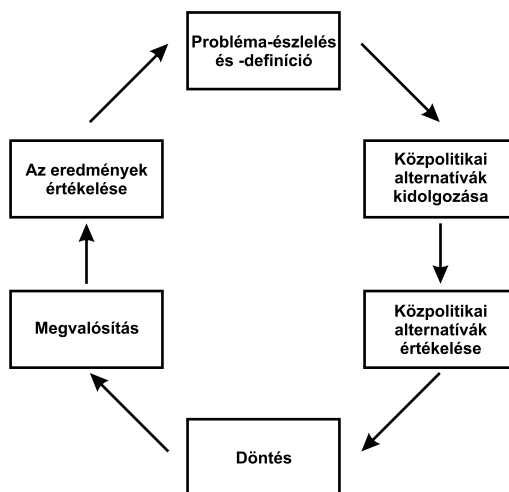 Probléma-észlelés
és -definíció
Közpolitikai
alternatívák
kidolgozása
Közpolitikai
alternatívák
értékelése
Döntés
Megvalósítás
Az eredmények
értékelése